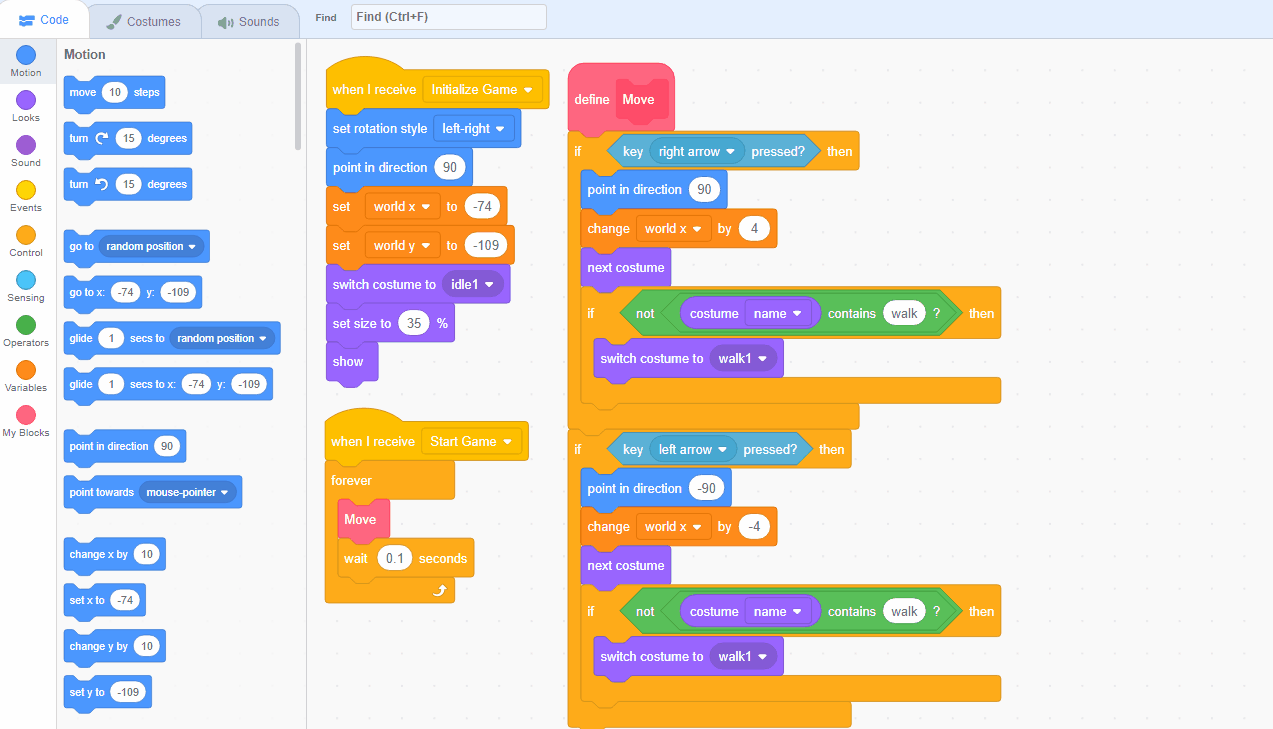 Code
Costumes
Sounds
Find
Find (Ctrl+F)
Motion
Looks
Sound
Events
Control
Sensing
Operators
Variables
My Blocks
Motion
move 10 steps
turn 15 degrees
turn 15 degrees
go to random position
go to x: -74 y: -109
glide 1 secs to random position
glide 1 secs to x: -74 y: -109
point in direction 90
point towards mouse-pointer
change x by 10
set x to -74
change y by 10
set y to -109
when I receive Initialize Game
set rotation style left-right
point in direction 90
set world x to -74
set world y to -109
switch costume to idle1
set size to 35 %
show
when I receive Start Game
forever
Move
wait 0.1 seconds
define Move
if key right arrow pressed? then
point in direction 90
change world x by 4
next costume
if not costume name contains walk ? then
switch costume to walk1
if key left arrow pressed? then
point in direction -90
change world x by -4
next costume
if not costume name contains walk ? then
switch costume to walk1